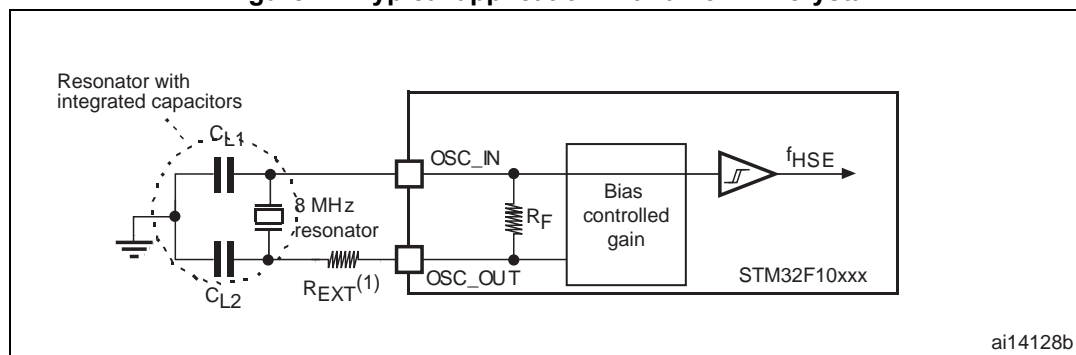 Resonator with
integrated capacitors
CL1
OSC_IN
fHSE
8 MHz
resonator
RF
Bias
controlled
gain
REXT(1)
OSC_OUT
STM32F10xxx
CL2
ai14128b